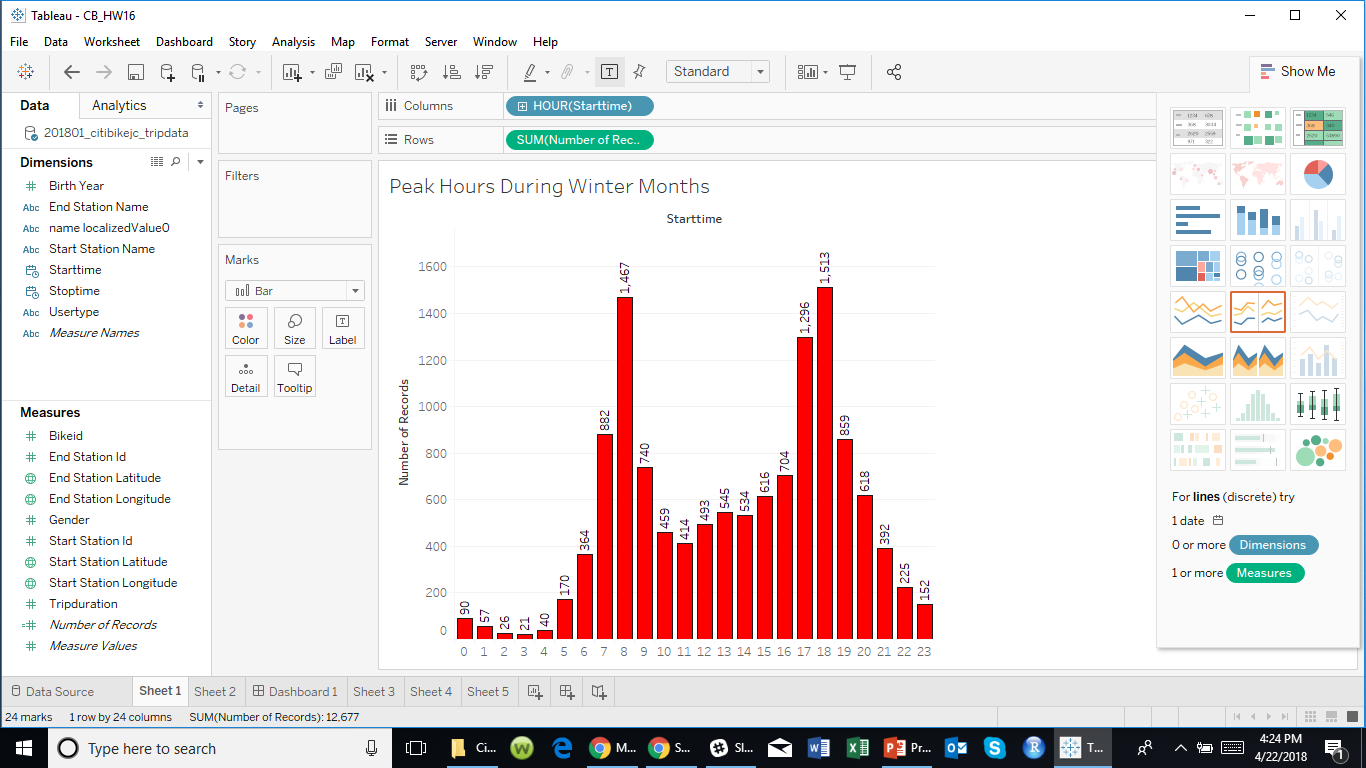 Tableau - CB_HW16
File Data Worksheet Dashboard Story Analysis Map Format Server Window Help
Standard
Show Me
Data Analytics
201801_citibikejc_tripdata
Dimensions
# Birth Year
Abc End Station Name
Abc name localizedValue0
Abc Start Station Name
Starttime
Stoptime
Abc Usertype
Abc Measure Names
Measures
# Bikeid
# End Station Id
End Station Latitude
End Station Longitude
# Gender
# Start Station Id
Start Station Latitude
Start Station Longitude
# Tripduration
=# Number of Records
# Measure Values
Pages
Filters
Marks
Bar
Color Size Label
Detail Tooltip
Columns HOUR(Starttime)
Rows SUM(Number of Rec..
Peak Hours During Winter Months
Starttime
Number of Records
1600
1400
1200
1000
800
600
400
200
0
90 57 26 21 40 170 364 882 1,467 740 459 414 493 545 534 616 704 1,296 1,513 859 618 392 225 152
0 1 2 3 4 5 6 7 8 9 10 11 12 13 14 15 16 17 18 19 20 21 22 23
For lines (discrete) try
1 date
0 or more Dimensions
1 or more Measures
Data Source Sheet 1 Sheet 2 Dashboard 1 Sheet 3 Sheet 4 Sheet 5
24 marks 1 row by 24 columns SUM(Number of Records): 12,677
Type here to search
Ci... M... S... Sl... Pr... T...
4:24 PM
4/22/2018